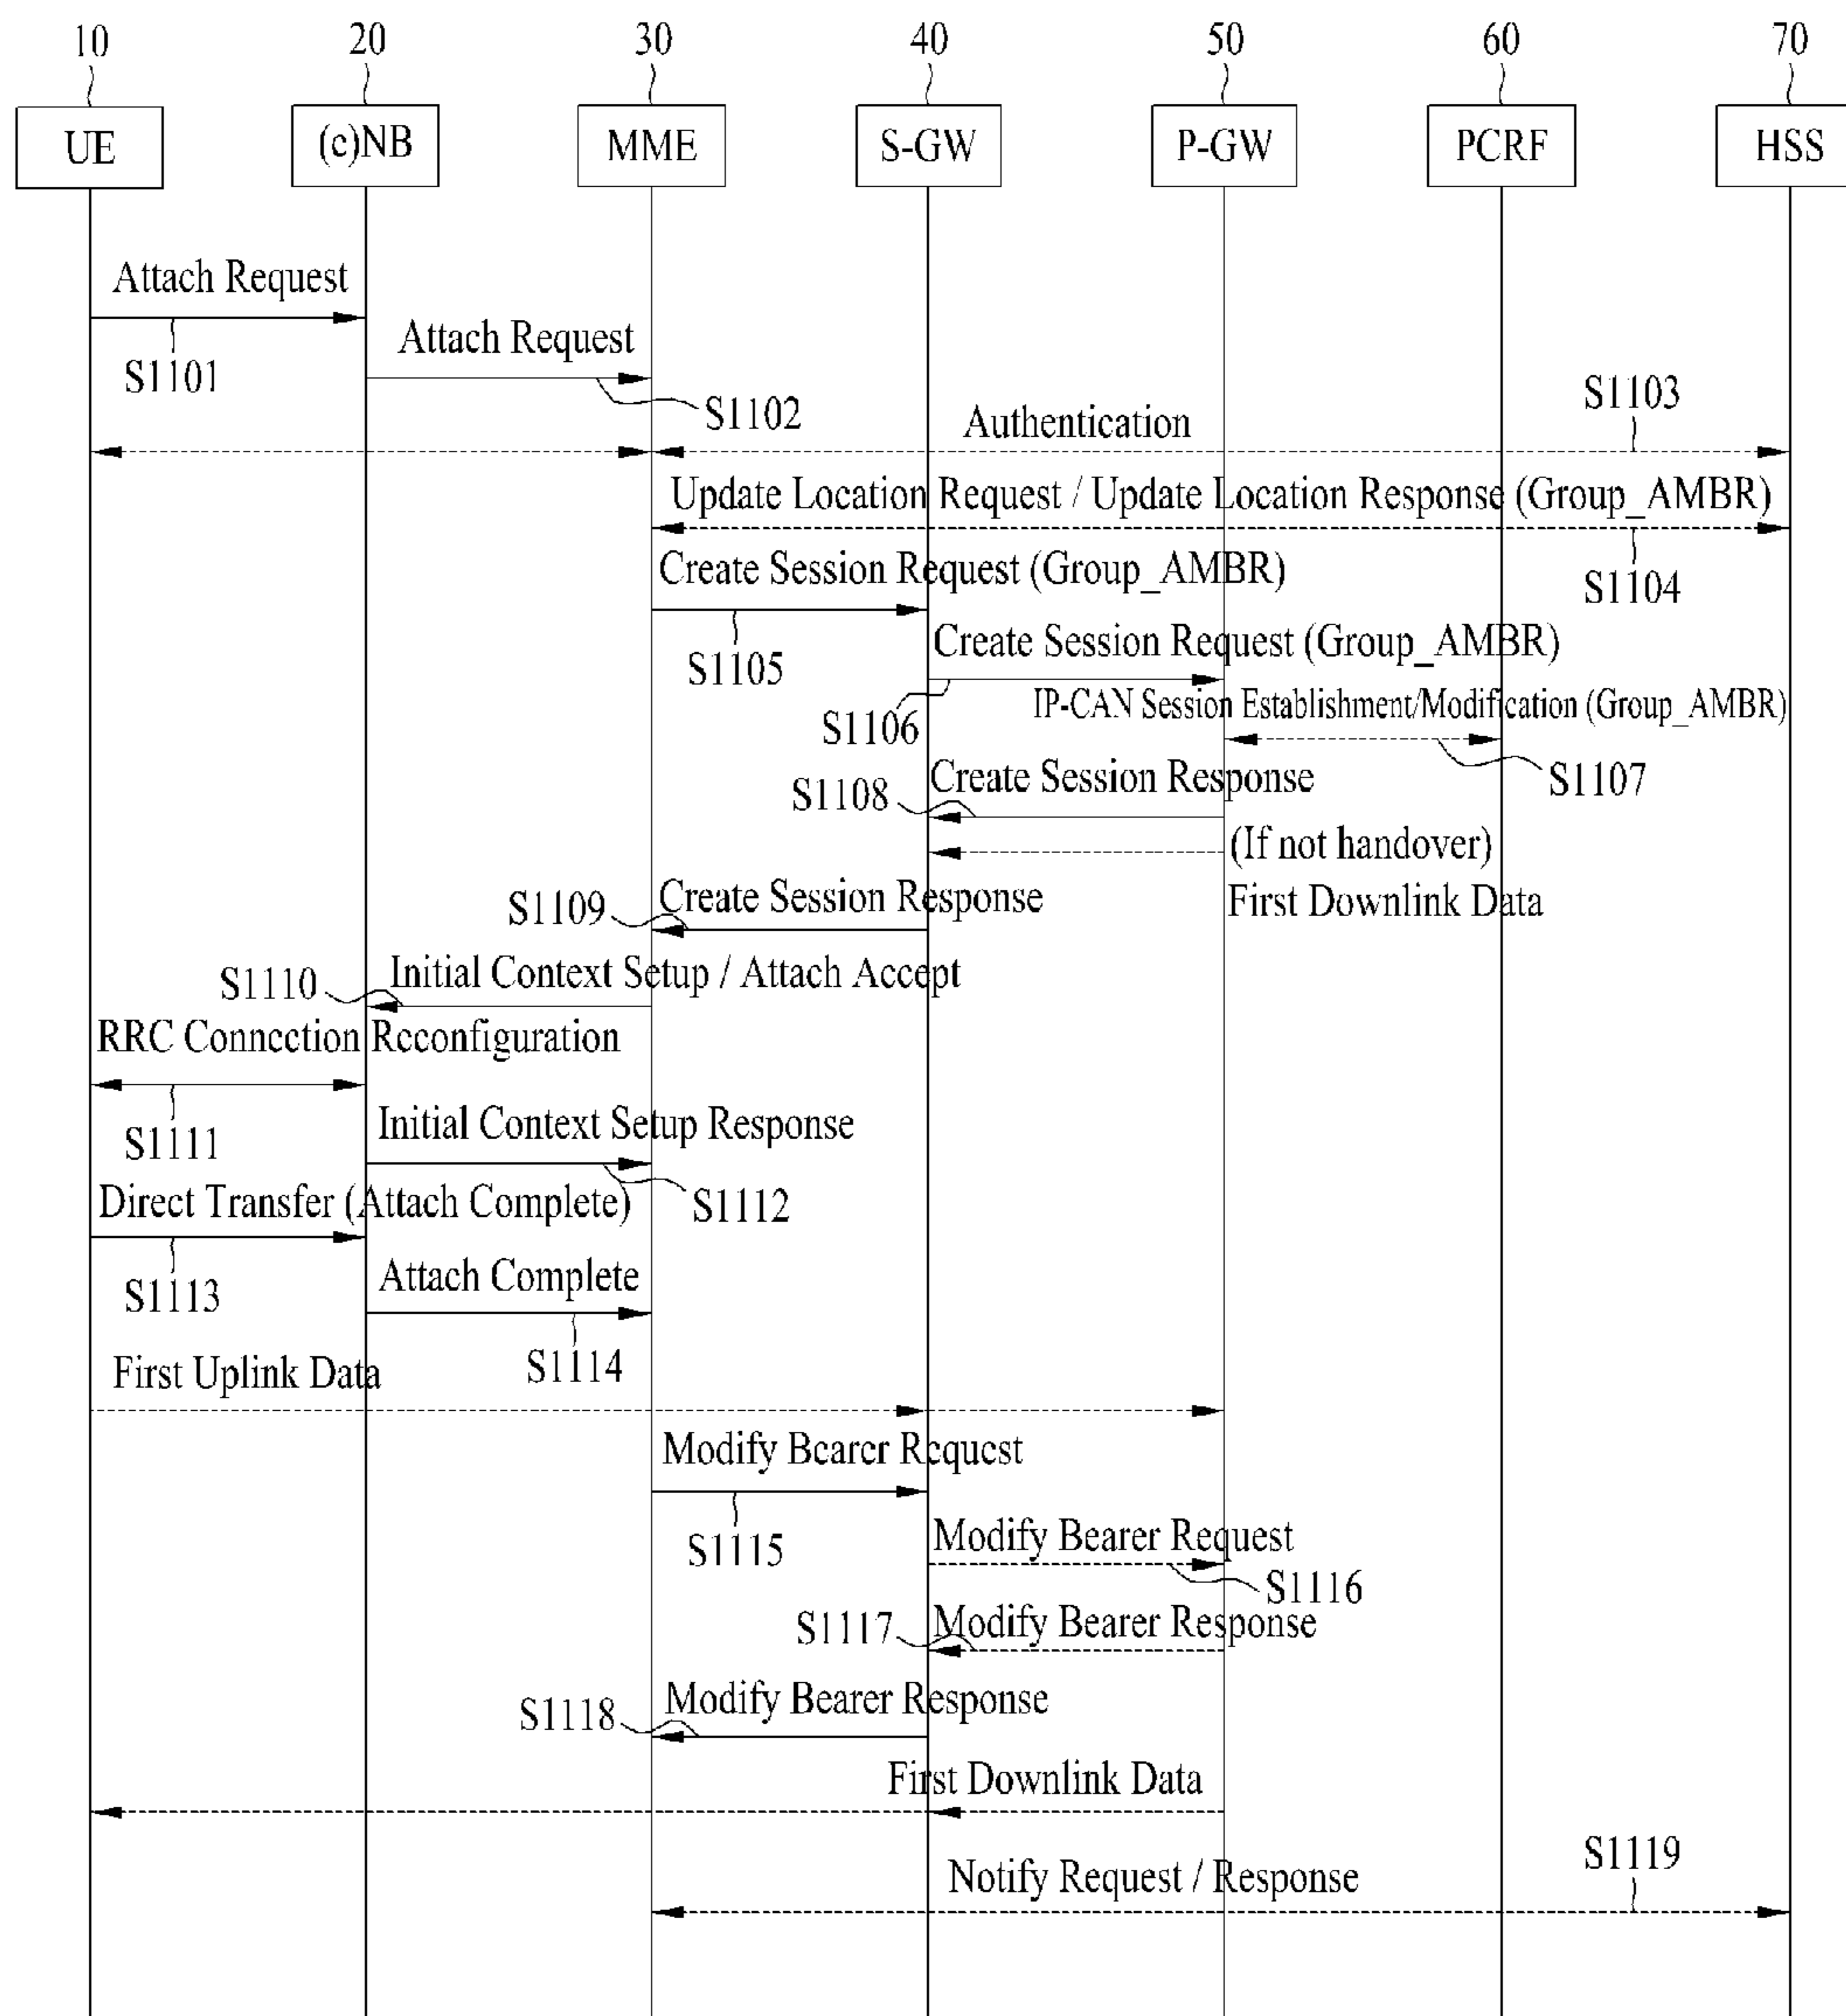 10 20 30 40 50 60 70
UE (e)NB MME S-GW P-GW PCRF HSS
Attach Request
S1101
Attach Request
S1102
S1103
Authentication
Update Location Request / Update Location Response (Group_AMBR)
S1104
Create Session Request (Group_AMBR)
S1105
Create Session Request (Group_AMBR)
S1106
IP-CAN Session Establishment/Modification (Group_AMBR)
S1107
Create Session Response
S1108
(If not handover)
First Downlink Data
Create Session Response
S1109
Initial Context Setup / Attach Accept
S1110
RRC Connection Reconfiguration
S1111
Initial Context Setup Response
S1112
Direct Transfer (Attach Complete)
S1113
Attach Complete
S1114
First Uplink Data
Modify Bearer Request
S1115
Modify Bearer Request
S1116
Modify Bearer Response
S1117
Modify Bearer Response
S1118
First Downlink Data
S1119
Notify Request / Response